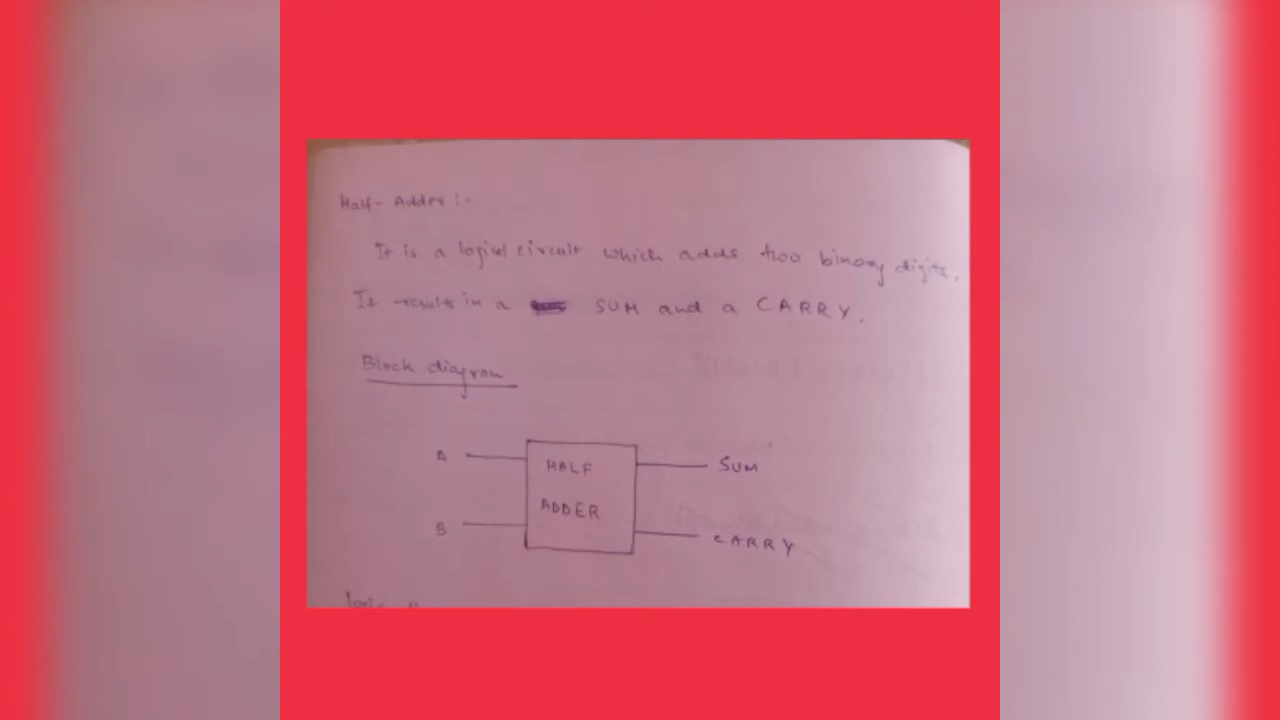 Half- Adder :-
It is a logical circuit which adds two binary digits.
It results in a SUM and a CARRY.
Block diagram
A
HALF
SUM
ADDER
B
CARRY